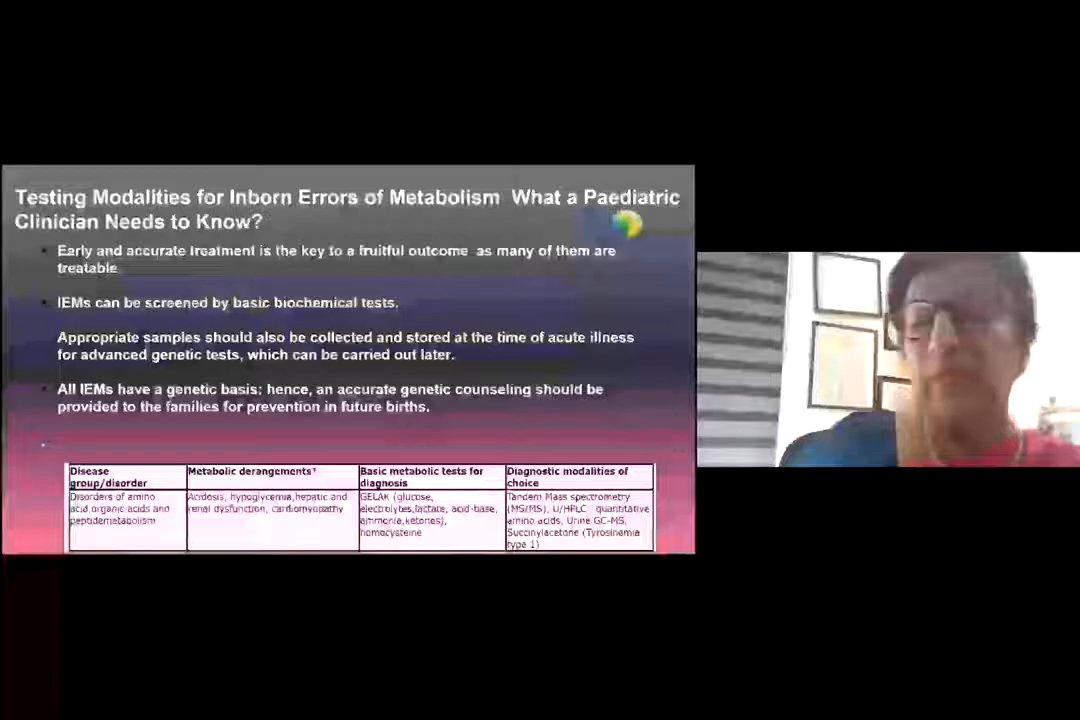 Testing Modalities for Inborn Errors of Metabolism What a Paediatric
Clinician Needs to Know?
Early and accurate treatment is the key to a fruitful outcome as many of them are
treatable
IEMs can be screened by basic biochemical tests.
Appropriate samples should also be collected and stored at the time of acute illness
for advanced genetic tests, which can be carried out later.
All IEMs have a genetic basis; hence, an accurate genetic counseling should be
provided to the families for prevention in future births.
Disease
group/disorder
Metabolic derangements*
Basic metabolic tests for
diagnosis
Diagnostic modalities of
choice
Disorders of amino
acid,organic acids and
peptidemetabolism
Acidosis, hypoglycemia,hepatic and
renal dysfunction, cardiomyopathy
GELAK (glucose,
electrolytes,lactate, acid-base,
ammonia,ketones),
homocysteine
Tandem Mass spectrometry
(MS/MS), U/HPLC quantitative
amino acids, Urine GC-MS,
Succinylacetone (Tyrosinemia
type 1)